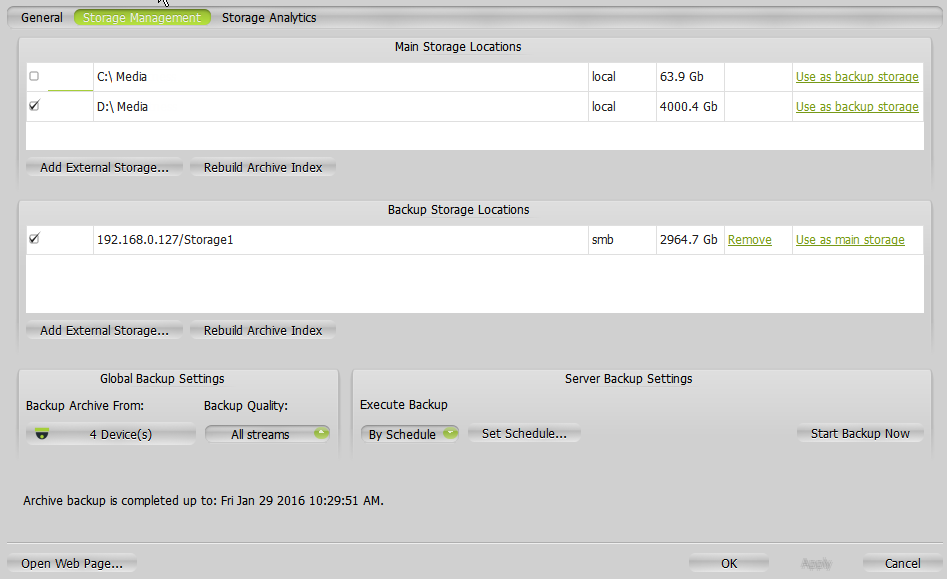 General Storage Management Storage Analytics
Main Storage Locations
C:\ Media local 63.9 Gb Use as backup storage
D:\ Media local 4000.4 Gb Use as backup storage
Add External Storage... Rebuild Archive Index
Backup Storage Locations
192.168.0.127/Storage1 smb 2964.7 Gb Remove Use as main storage
Add External Storage... Rebuild Archive Index
Global Backup Settings Server Backup Settings
Backup Archive From: Backup Quality: Execute Backup
4 Device(s) All streams By Schedule Set Schedule... Start Backup Now
Archive backup is completed up to: Fri Jan 29 2016 10:29:51 AM.
Open Web Page... OK Apply Cancel